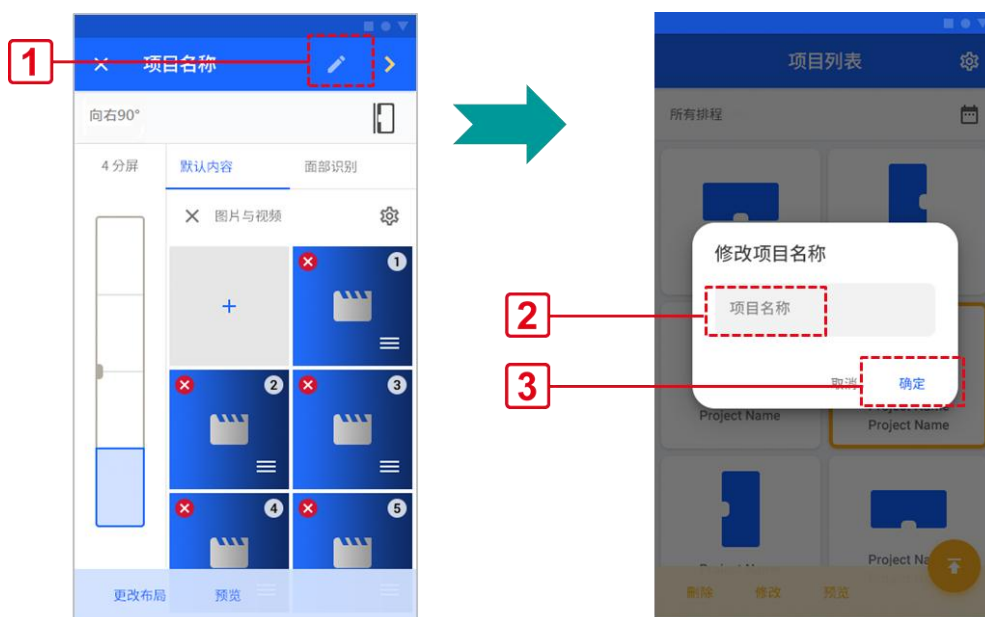 1
项目名称
向右90°
4 分屏
默认内容
面部识别
图片与视频
1
2
3
4
5
更改布局
预览
项目列表
所有排程
修改项目名称
2
项目名称
3
取消
确定
Project Name
Project Name
Project Name
删除
修改
预览